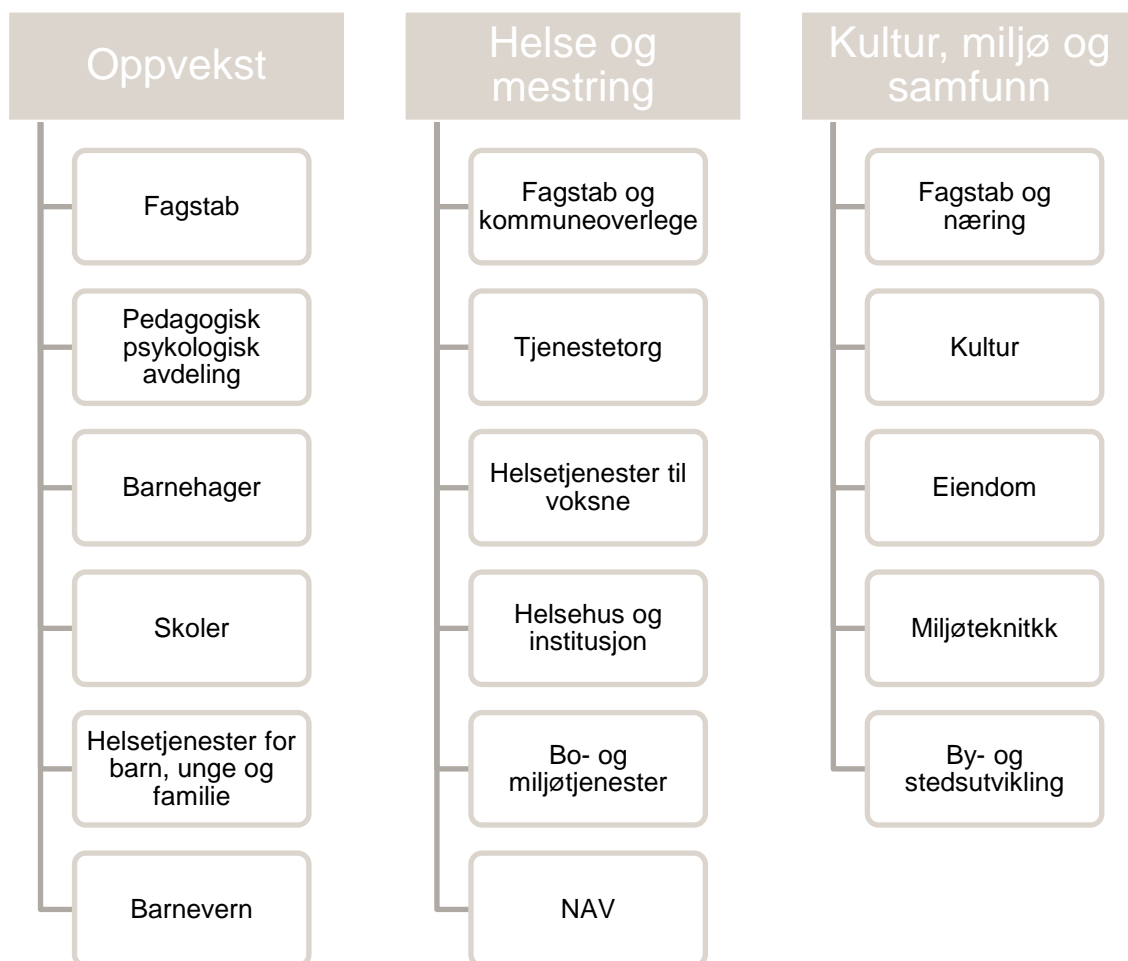 Oppvekst
Fagstab
Pedagogisk
psykologisk
avdeling
Barnehager
Skoler
Helsetjenester for
barn, unge og
familie
Barnevern
Helse og
mestring
Fagstab og
kommuneoverlege
Tjenestetorg
Helsetjenester til
voksne
Helsehus og
institusjon
Bo- og
miljøtjenester
NAV
Kultur, miljø og
samfunn
Fagstab og
næring
Kultur
Eiendom
Miljøteknitkk
By- og
stedsutvikling